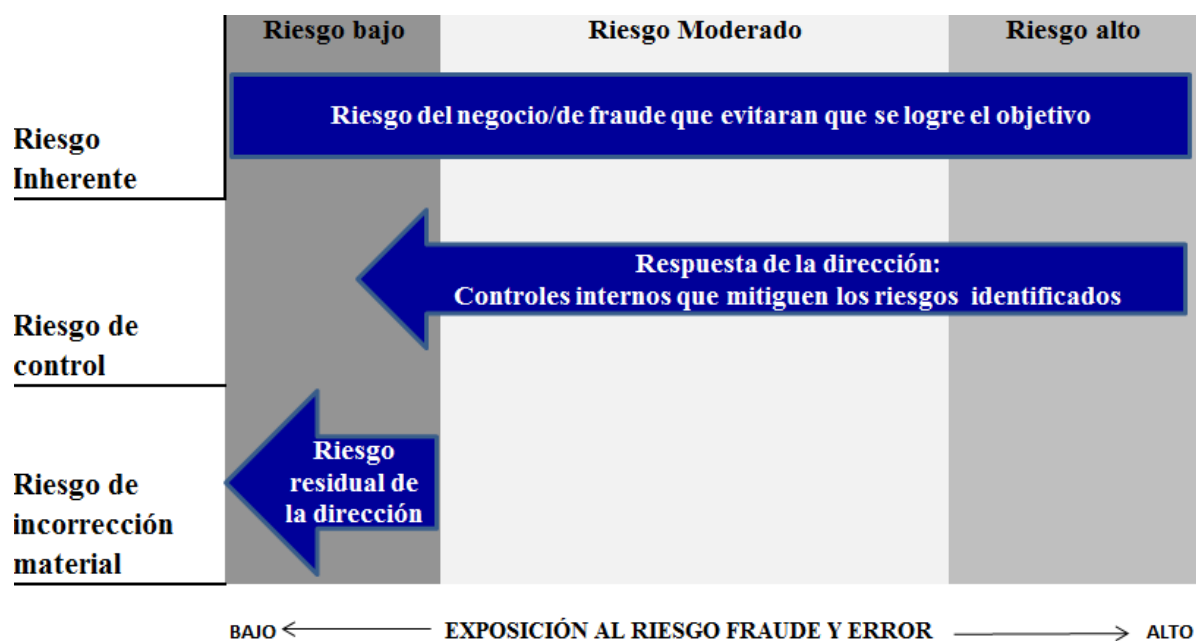 Riesgo bajo
Riesgo Moderado
Riesgo alto
Riesgo
Inherente
Riesgo del negocio/de fraude que evitaran que se logre el objetivo
Riesgo de
control
Respuesta de la dirección:
Controles internos que mitiguen los riesgos identificados
Riesgo de
incorrección
material
Riesgo
residual de
la dirección
BAJO
EXPOSICIÓN AL RIESGO FRAUDE Y ERROR
ALTO